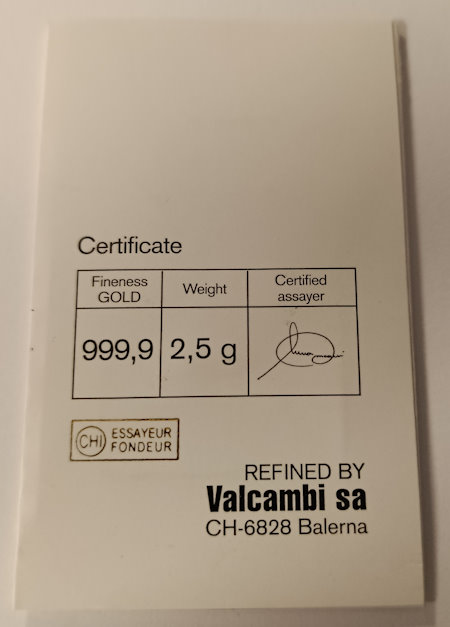 Certificate
Fineness GOLD
Weight
Certified assayer
999,9
2,5 g
CHI
ESSAYEUR
FONDEUR
REFINED BY
Valcambi sa
CH-6828 Balerna